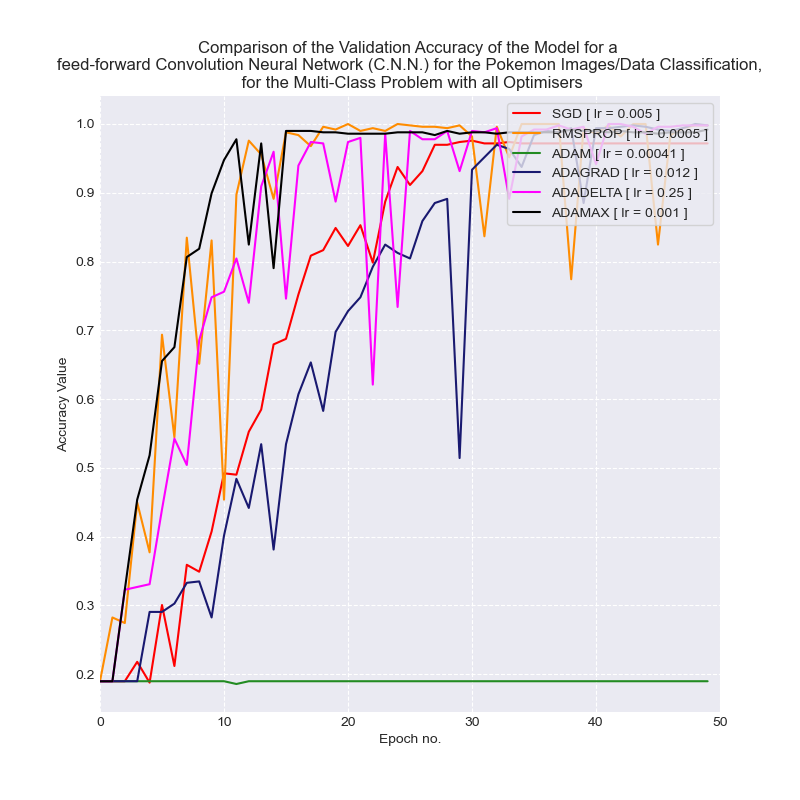 Comparison of the Validation Accuracy of the Model for a
feed-forward Convolution Neural Network (C.N.N.) for the Pokemon Images/Data Classification,
for the Multi-Class Problem with all Optimisers
1.0
0.9
0.8
0.7
0.6
0.5
0.4
0.3
0.2
Accuracy Value
SGD [ lr = 0.005 ]
RMSPROP [ lr = 0.0005 ]
ADAM [ lr = 0.00041 ]
ADAGRAD [ lr = 0.012 ]
ADADELTA [ lr = 0.25 ]
ADAMAX [ lr = 0.001 ]
0 10 20 30 40 50
Epoch no.